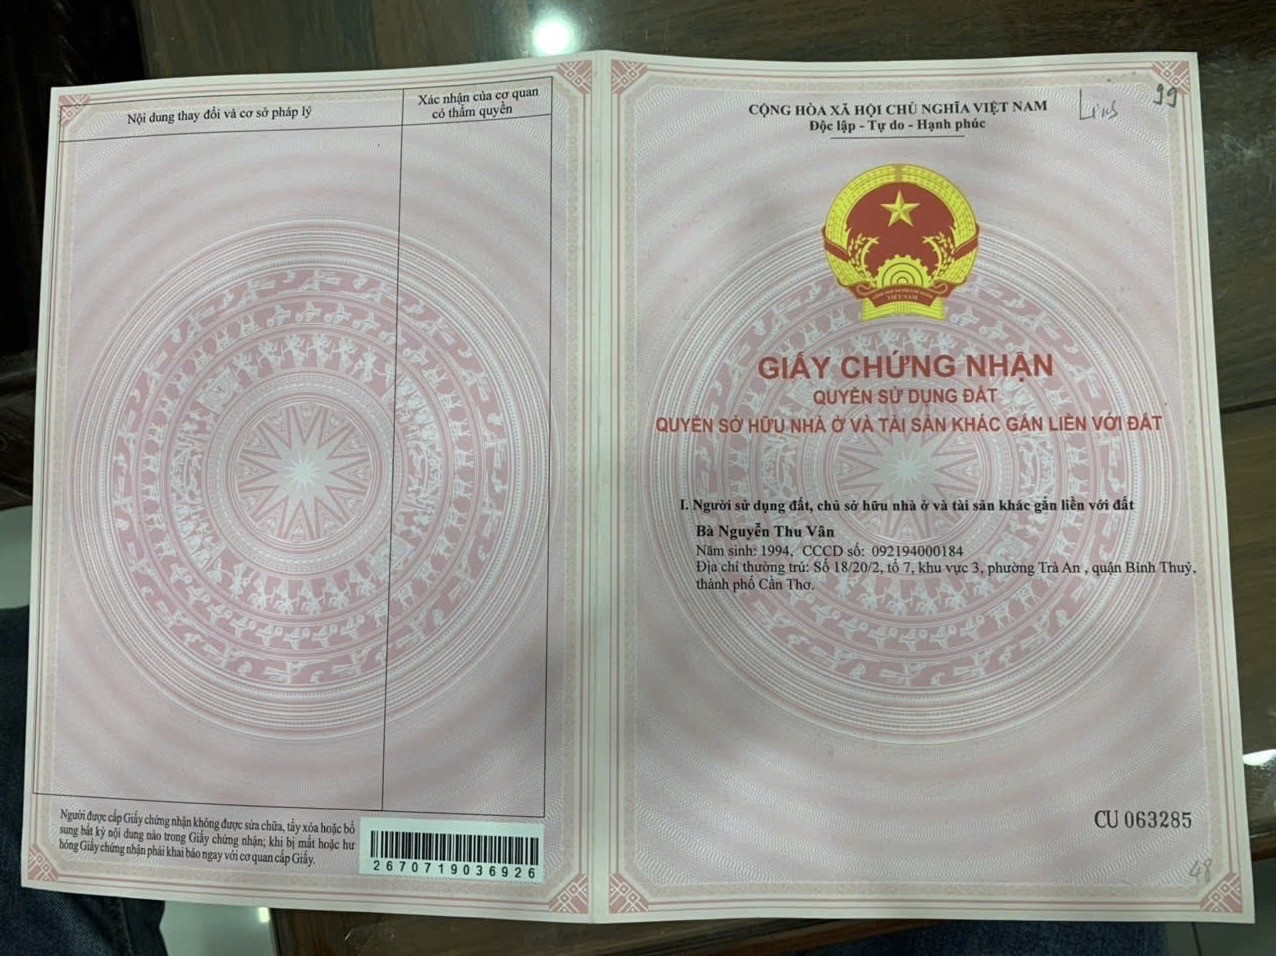 Nội dung thay đổi và cơ sở pháp lý
Xác nhận của cơ quan
có thẩm quyền
Người được cấp Giấy chứng nhận không được sửa chữa, tẩy xóa hoặc bổ
sung bất kỳ nội dung nào trong Giấy chứng nhận; khi bị mất hoặc hư
hỏng Giấy chứng nhận phải khai báo ngay với cơ quan cấp Giấy.
2670719036926
CỘNG HÒA XÃ HỘI CHỦ NGHĨA VIỆT NAM
Độc lập - Tự do - Hạnh phúc
99
VIỆT NAM
GIẤY CHỨNG NHẬN
QUYỀN SỬ DỤNG ĐẤT
QUYỀN SỞ HỮU NHÀ Ở VÀ TÀI SẢN KHÁC GẮN LIỀN VỚI ĐẤT
I. Người sử dụng đất, chủ sở hữu nhà ở và tài sản khác gắn liền với đất
Bà Nguyễn Thu Vân
Năm sinh: 1994, CCCD số: 092194000184
Địa chỉ thường trú: Số 18/20/2, tổ 7, khu vực 3, phường Trà An , quận Bình Thuỷ,
thành phố Cần Thơ.
CU 063285
48